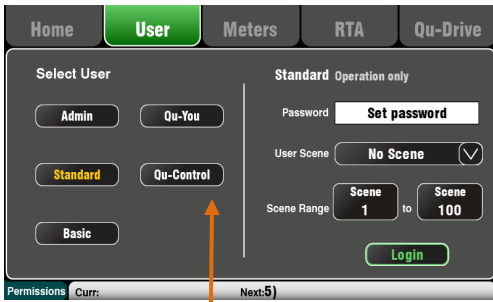 Home User Meters RTA Qu-Drive
Select User
Admin Qu-You
Standard Qu-Control
Basic
Standard Operation only
Password Set password
User Scene No Scene
Scene Range Scene 1 to Scene 100
Login
Permissions Curr: Next:5)